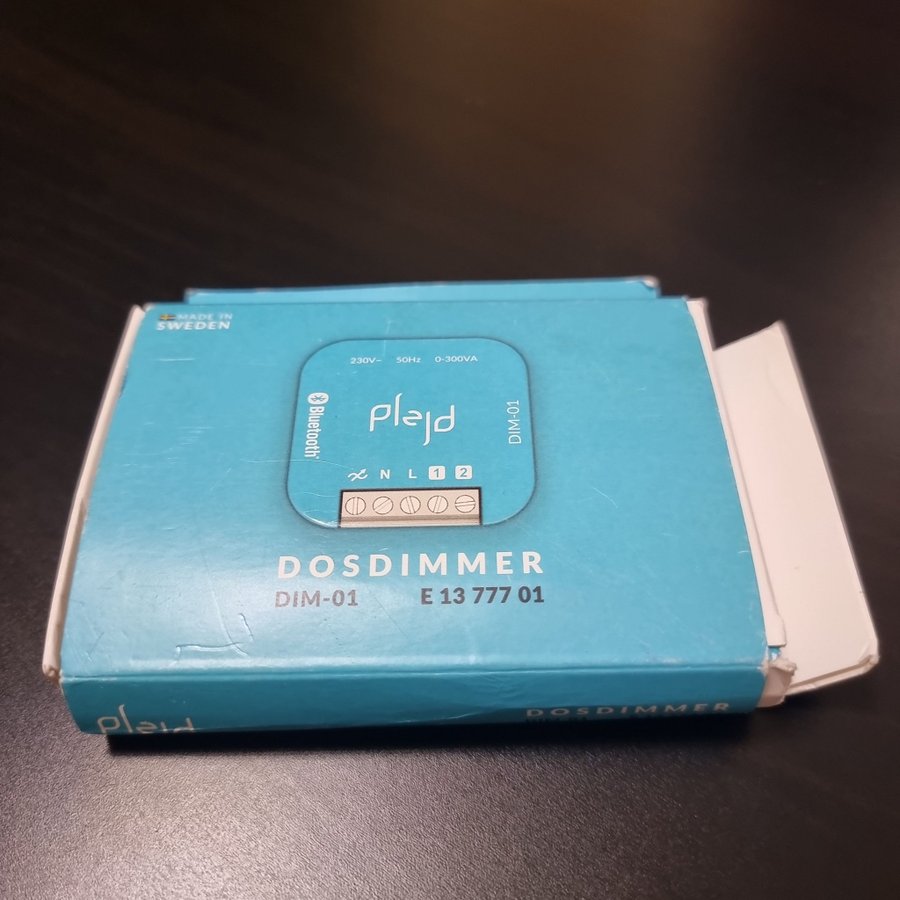 MADE IN
SWEDEN
230V~ 50Hz 0-300VA
Bluetooth®
plejd
DIM-01
N L 1 2
DOSDIMMER
DIM-01 E 13 777 01
plejd
DOSDIMMER